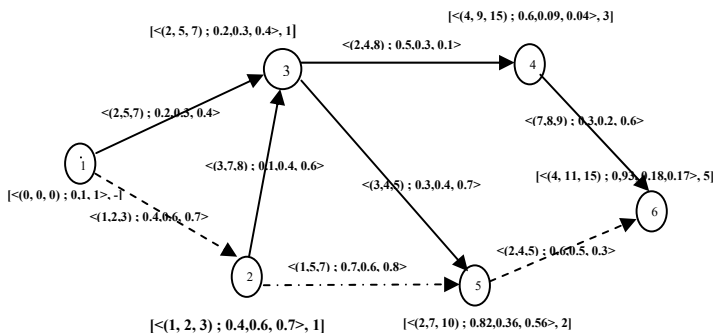 [<(4, 9, 15) ; 0.6,0.09, 0.04>, 3]
[<(2, 5, 7) ; 0.2,0.3, 0.4>, 1]
<(2,4,8) ; 0.5,0.3, 0.1>
3
4
<(2,5,7) ; 0.2,0.3, 0.4>
<(7,8,9) ; 0.3,0.2, 0.6>
1
<(3,7,8) ; 0.1,0.4, 0.6>
<(3,4,5) ; 0.3,0.4, 0.7>
[<(4, 11, 15) ; 0,93, 0.18,0.17>, 5]
[<(0, 0, 0) ; 0,1, 1>, -]
<(1,2,3) ; 0.4,0.6, 0.7>
6
<(2,4,5) ; 0.6,0.5, 0.3>
<(1,5,7) ; 0.7,0.6, 0.8>
2
5
[<(1, 2, 3) ; 0.4,0.6, 0.7>, 1]
[<(2,7, 10) ; 0.82,0.36, 0.56>, 2]